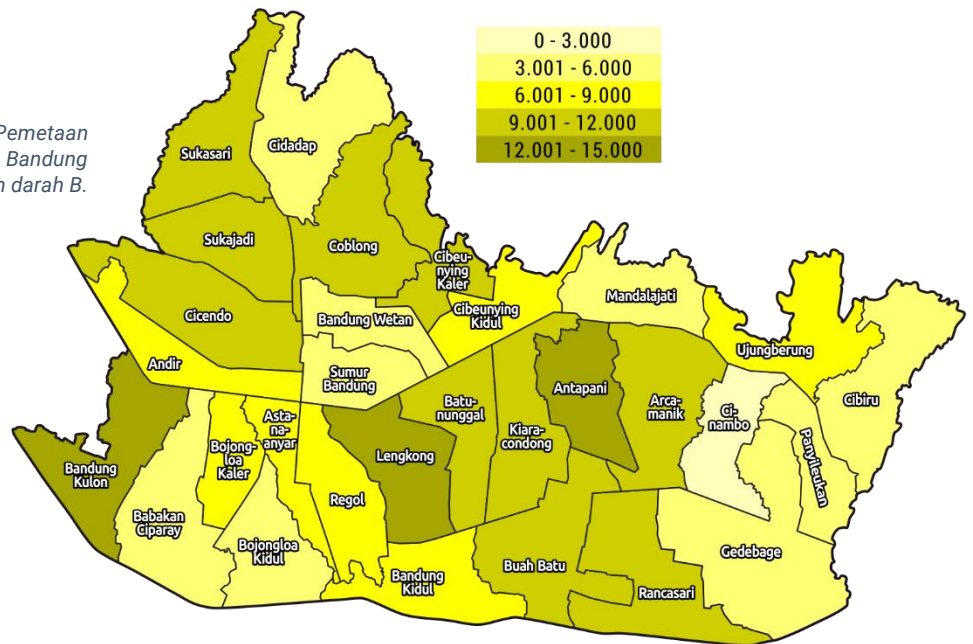 0 - 3.000
3.001 - 6.000
6.001 - 9.000
9.001 - 12.000
12.001 - 15.000
Pemetaan
Bandung
darah B.
Sukasari
Cidadap
Sukajadi
Coblong
Cibeu-
nying
Kaler
Cicendo
Bandung Wetan
Cibeunying
Kidul
Mandalajati
Ujungberung
Andir
Sumur
Bandung
Batu-
nunggal
Antapani
Arca-
manik
Ci-
nambo
Cibiru
Panyileukan
Bandung
Kulon
Bojong-
loa
Kaler
Asta-
na-
anyar
Regol
Lengkong
Kiara-
condong
Babakan
Ciparay
Bojongloa
Kidul
Bandung
Kidul
Buah Batu
Rancasari
Gedebage